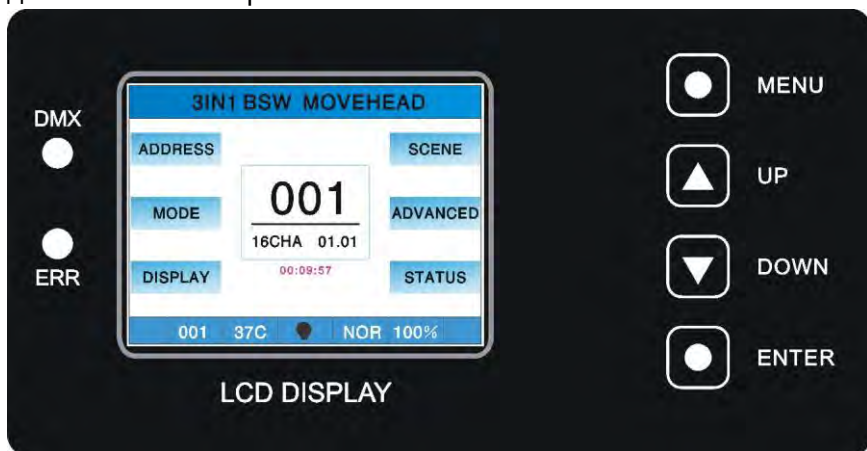 3IN1 BSW MOVEHEAD
DMX
ERR
ADDRESS
MODE
DISPLAY
001
16CHA 01.01
00:09:57
SCENE
ADVANCED
STATUS
001 37C NOR 100%
LCD DISPLAY
MENU
UP
DOWN
ENTER